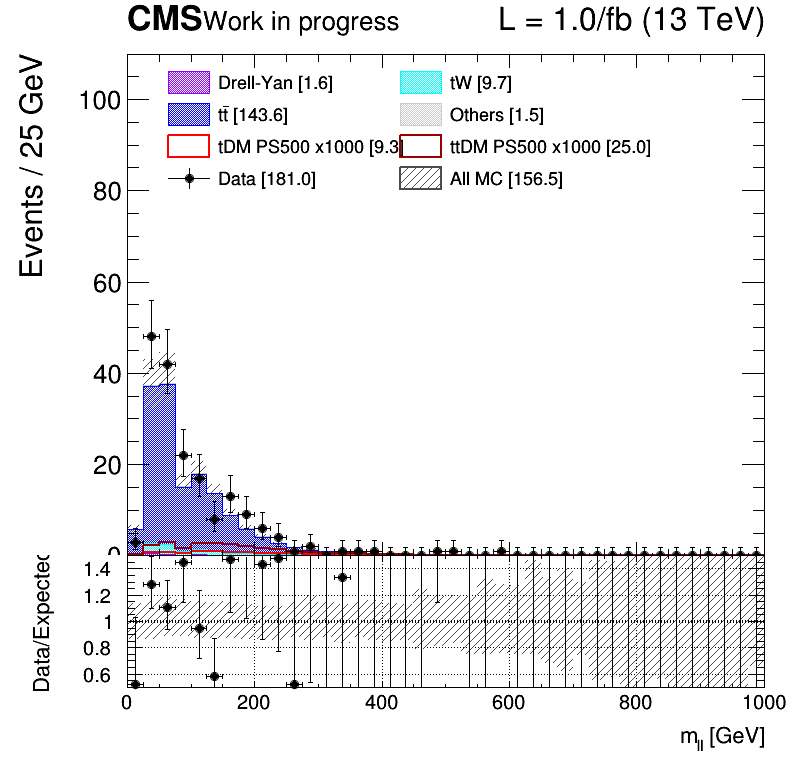 CMS Work in progress L = 1.0/fb (13 TeV)
Events / 25 GeV
Drell-Yan [1.6] tW [9.7]
tt̄ [143.6] Others [1.5]
tDM PS500 x1000 [9.3 ttDM PS500 x1000 [25.0]
Data [181.0] All MC [156.5]
100
80
60
40
20
0
Data/Expected
1.4
1.2
1
0.6
0 200 400 600 800 1000
m_ll [GeV]